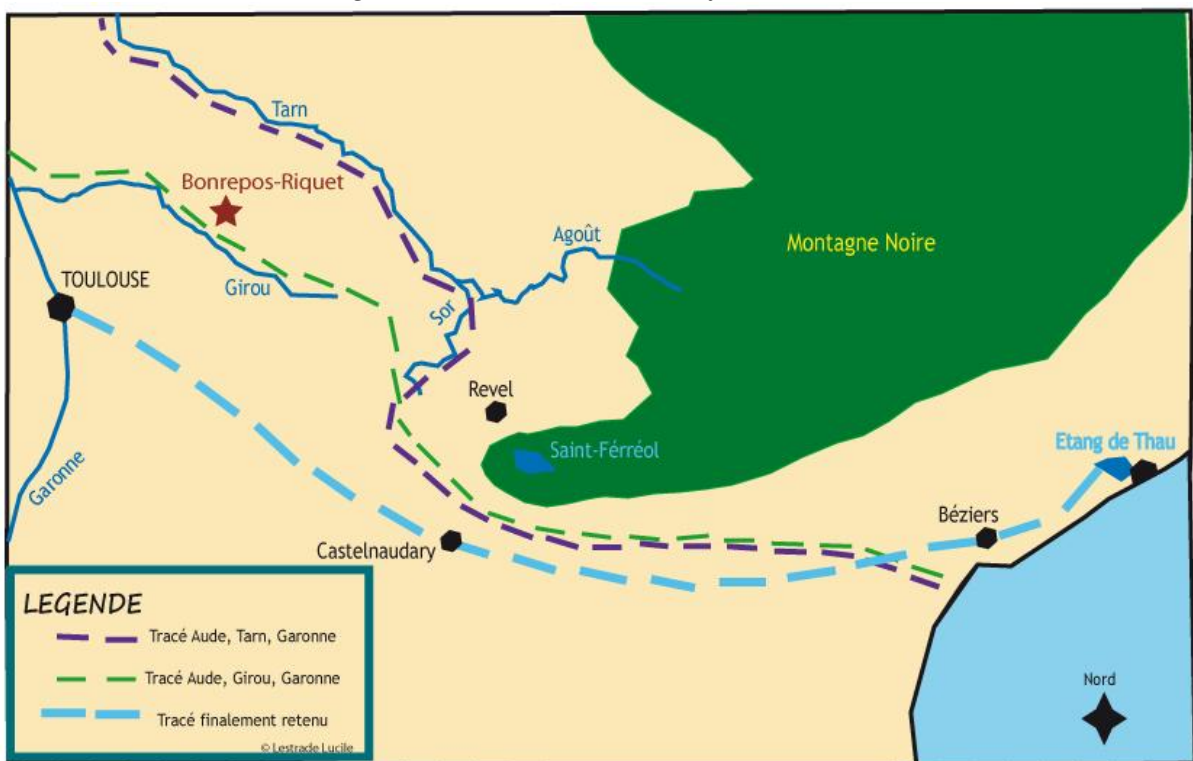 Tarn
Bonrepos-Riquet
Agoût
Montagne Noire
TOULOUSE
Girou
Sor
Revel
Saint-Férréol
Etang de Thau
Garonne
Béziers
Castelnaudary
LEGENDE
Tracé Aude, Tarn, Garonne
Tracé Aude, Girou, Garonne
Tracé finalement retenu
© Lestrade Lucile
Nord